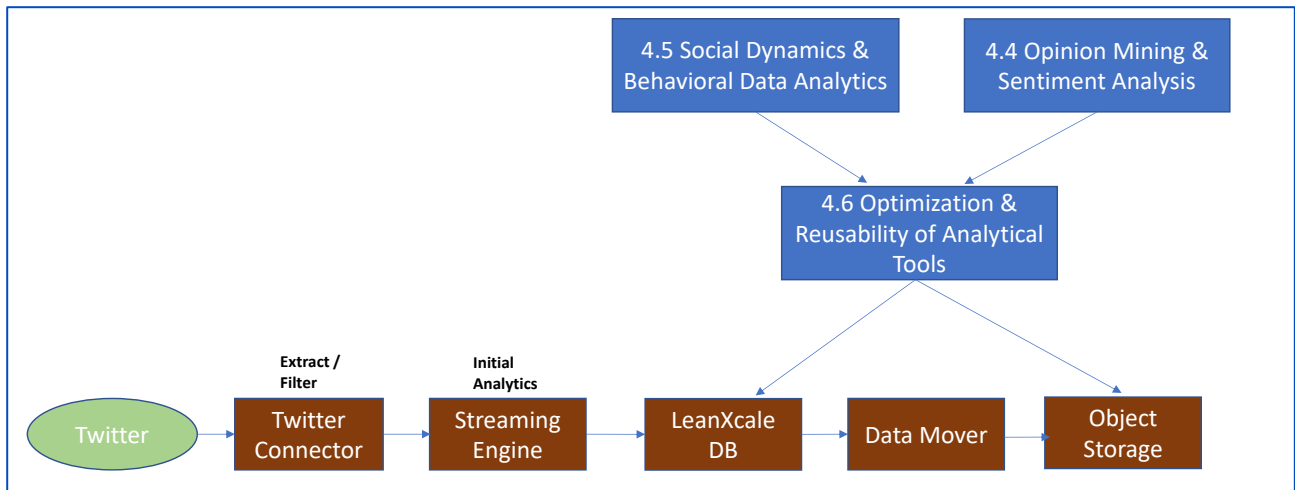 4.5 Social Dynamics &
Behavioral Data Analytics
4.4 Opinion Mining &
Sentiment Analysis
4.6 Optimization &
Reusability of Analytical
Tools
Extract /
Filter
Initial
Analytics
Twitter
Twitter
Connector
Streaming
Engine
LeanXcale
DB
Data Mover
Object
Storage